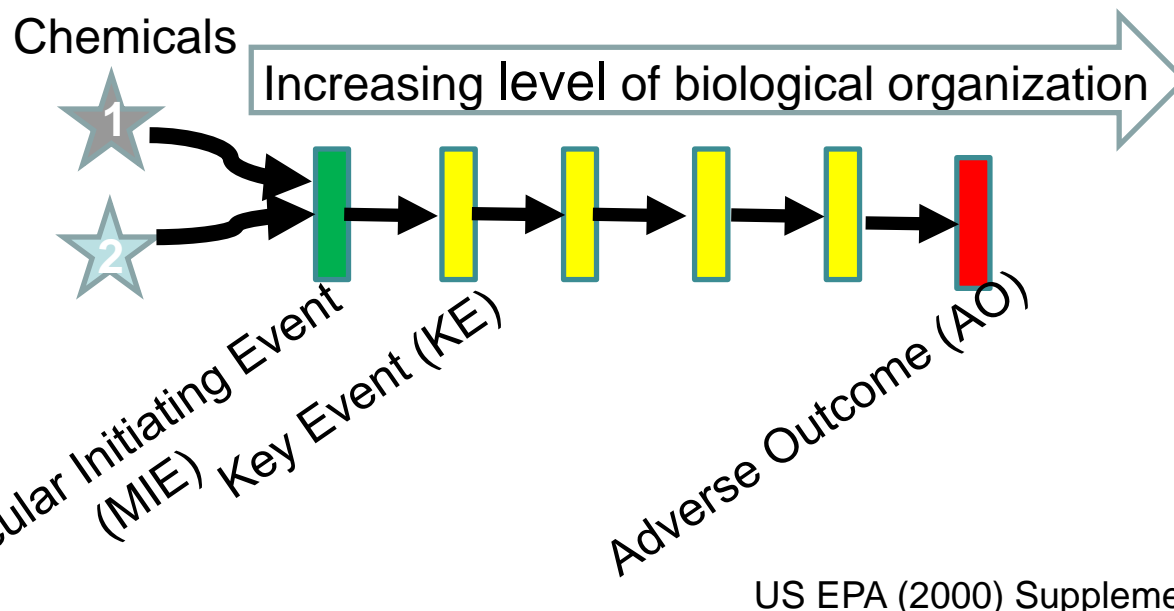 Chemicals
Increasing level of biological organization
1
2
cular Initiating Event
(MIE)
Key Event (KE)
Adverse Outcome (AO)
US EPA (2000) Suppleme